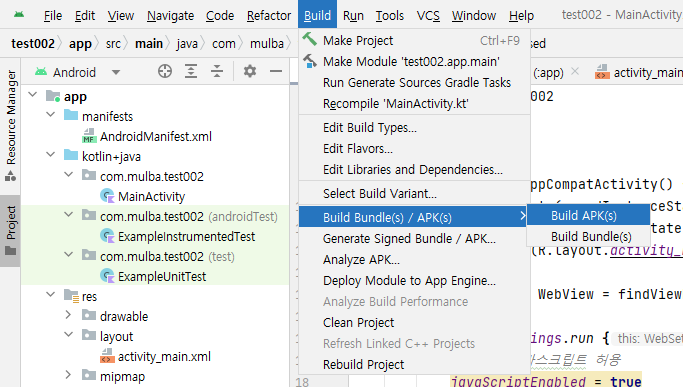 File Edit View Navigate Code Refactor Build Run Tools VCS Window Help test002 - MainActivity
test002 app src main java com mulba
Android
(:app)
activity_main
Resource Manager
Project
app
manifests
AndroidManifest.xml
kotlin+java
com.mulba.test002
MainActivity
com.mulba.test002 (androidTest)
ExampleInstrumentedTest
com.mulba.test002 (test)
ExampleUnitTest
res
drawable
layout
activity_main.xml
mipmap
Make Project Ctrl+F9
Make Module 'test002.app.main'
Run Generate Sources Gradle Tasks
Recompile 'MainActivity.kt'
Edit Build Types...
Edit Flavors...
Edit Libraries and Dependencies...
Select Build Variant...
Build Bundle(s) / APK(s)
Generate Signed Bundle / APK...
Analyze APK...
Deploy Module to App Engine...
Analyze Build Performance
Clean Project
Refresh Linked C++ Projects
Rebuild Project
Build APK(s)
Build Bundle(s)
002
ppCompatActivity()
(R.layout.activity_
WebView = findView
ings.run { this: WebSet
스크립트 허용
18 javaScriptEnabled = true